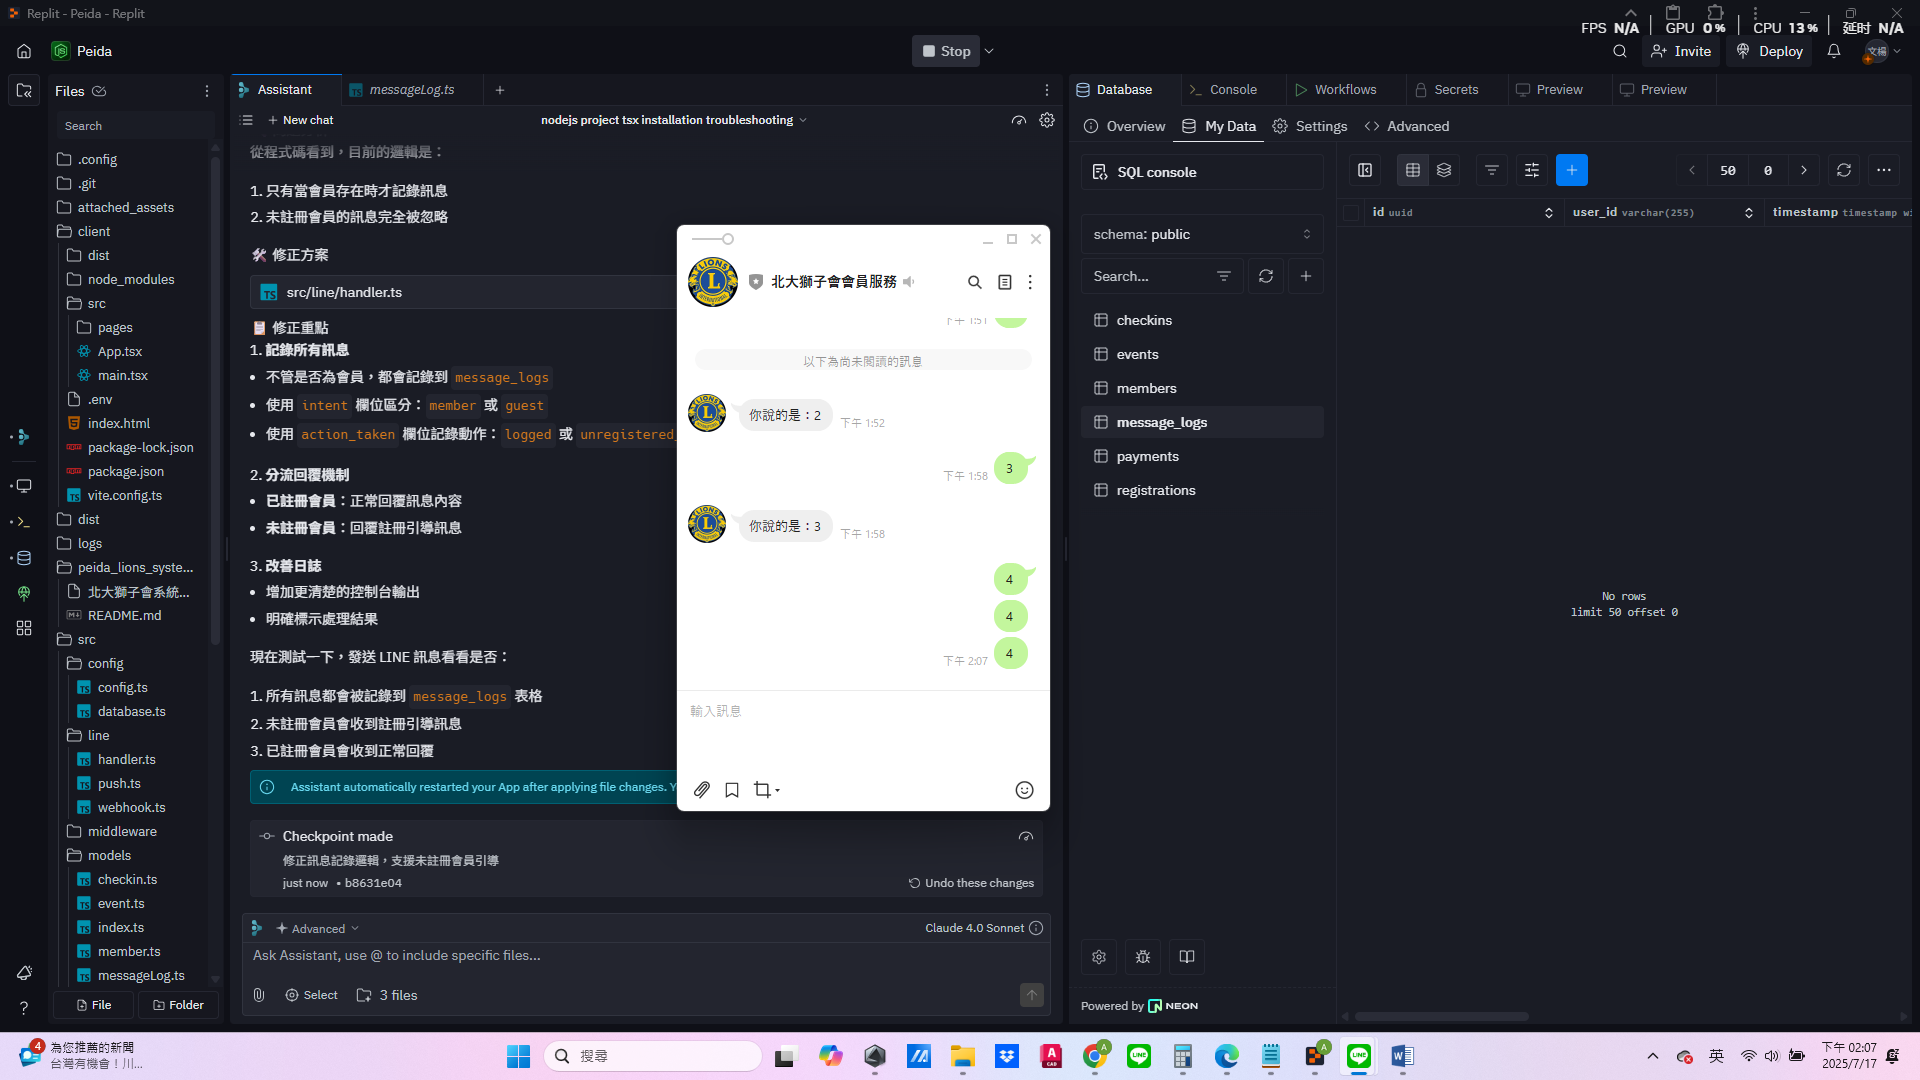 Replit - Peida - Replit
FPS N/A GPU 0% CPU 13% 延时 N/A
Peida
Stop
Invite
Deploy
文楊
Files
Search
.config
.git
attached_assets
client
dist
node_modules
src
pages
App.tsx
main.tsx
.env
index.html
package-lock.json
package.json
vite.config.ts
dist
logs
peida_lions_syste...
北大獅子會系統...
README.md
src
config
config.ts
database.ts
line
handler.ts
push.ts
webhook.ts
middleware
models
checkin.ts
event.ts
index.ts
member.ts
messageLog.ts
File
Folder
Assistant
messageLog.ts
New chat
nodejs project tsx installation troubleshooting
從程式碼看到，目前的邏輯是：
1. 只有當會員存在時才記錄訊息
2. 未註冊會員的訊息完全被忽略
🛠️ 修正方案
src/line/handler.ts
📋 修正重點
1. 記錄所有訊息
• 不管是否為會員，都會記錄到 message_logs
• 使用 intent 欄位區分：member 或 guest
• 使用 action_taken 欄位記錄動作：logged 或 unregistered_
2. 分流回覆機制
• 已註冊會員：正常回覆訊息內容
• 未註冊會員：回覆註冊引導訊息
3. 改善日誌
• 增加更清楚的控制台輸出
• 明確標示處理結果
現在測試一下，發送 LINE 訊息看看是否：
1. 所有訊息都會被記錄到 message_logs 表格
2. 未註冊會員會收到註冊引導訊息
3. 已註冊會員會收到正常回覆
Assistant automatically restarted your App after applying file changes. Y
Checkpoint made
修正訊息記錄邏輯，支援未註冊會員引導
just now • b8631e04
Undo these changes
Advanced
Claude 4.0 Sonnet
Ask Assistant, use @ to include specific files...
Select
3 files
北大獅子會會員服務
下午 1:51
以下為尚未閱讀的訊息
你說的是：2
下午 1:52
下午 1:58
3
你說的是：3
下午 1:58
4
4
下午 2:07
4
輸入訊息
Database
Console
Workflows
Secrets
Preview
Preview
Overview
My Data
Settings
Advanced
SQL console
schema: public
Search...
checkins
events
members
message_logs
payments
registrations
Powered by NEON
50
0
id uuid
user_id varchar(255)
timestamp timestamp wi
No rows
limit 50 offset 0
4
為您推薦的新聞
台灣有機會！川...
搜尋
英
下午 02:07
2025/7/17